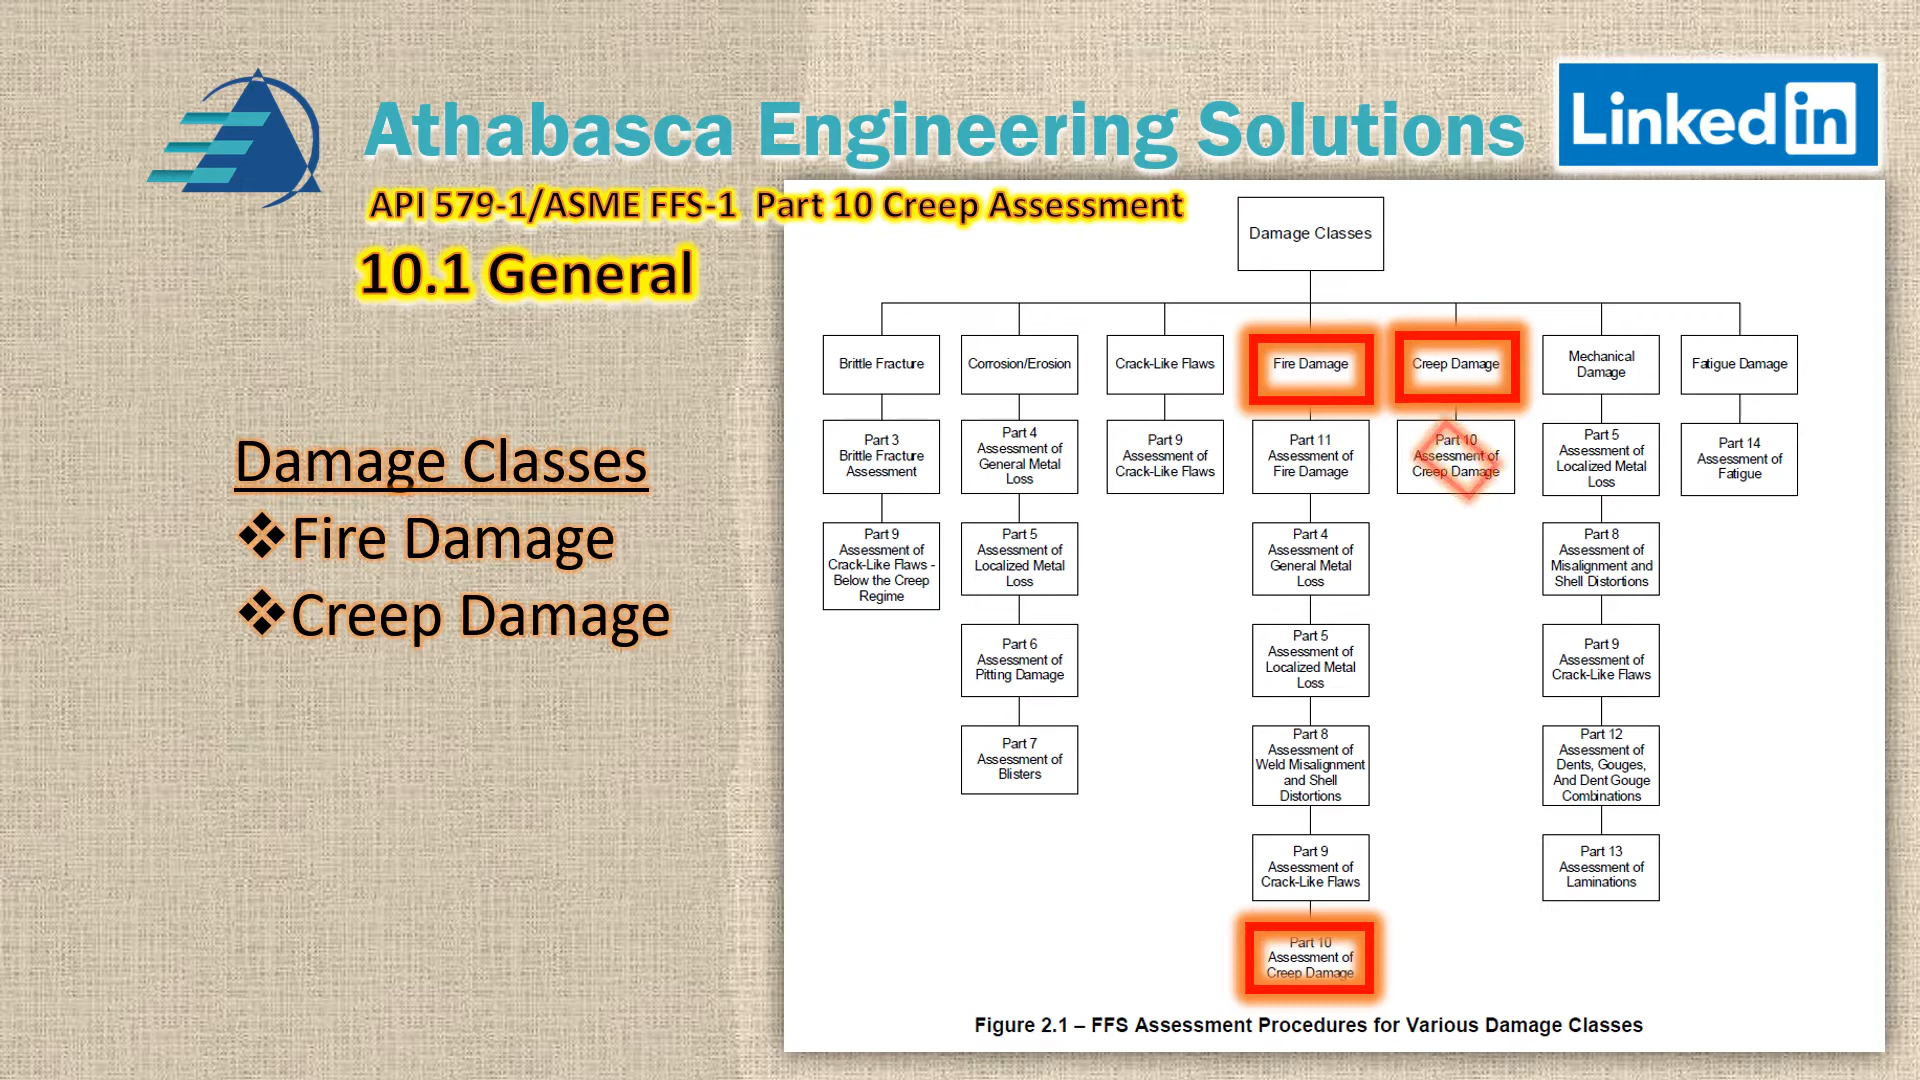 Athabasca Engineering Solutions
Linked in
API 579-1/ASME FFS-1 Part 10 Creep Assessment
10.1 General
Damage Classes
❖Fire Damage
❖Creep Damage
Damage Classes
Brittle Fracture
Part 3
Brittle Fracture
Assessment
Part 9
Assessment of
Crack-Like Flaws -
Below the Creep
Regime
Corrosion/Erosion
Part 4
Assessment of
General Metal
Loss
Part 5
Assessment of
Localized Metal
Loss
Part 6
Assessment of
Pitting Damage
Part 7
Assessment of
Blisters
Crack-Like Flaws
Part 9
Assessment of
Crack-Like Flaws
Fire Damage
Part 11
Assessment of
Fire Damage
Part 4
Assessment of
General Metal
Loss
Part 5
Assessment of
Localized Metal
Loss
Part 8
Assessment of
Weld Misalignment
and Shell
Distortions
Part 9
Assessment of
Crack-Like Flaws
Part 10
Assessment of
Creep Damage
Creep Damage
Part 10
Assessment of
Creep Damage
Mechanical
Damage
Part 5
Assessment of
Localized Metal
Loss
Part 8
Assessment of
Misalignment and
Shell Distortions
Part 9
Assessment of
Crack-Like Flaws
Part 12
Assessment of
Dents, Gouges,
And Dent Gouge
Combinations
Part 13
Assessment of
Laminations
Fatigue Damage
Part 14
Assessment of
Fatigue
Figure 2.1 – FFS Assessment Procedures for Various Damage Classes